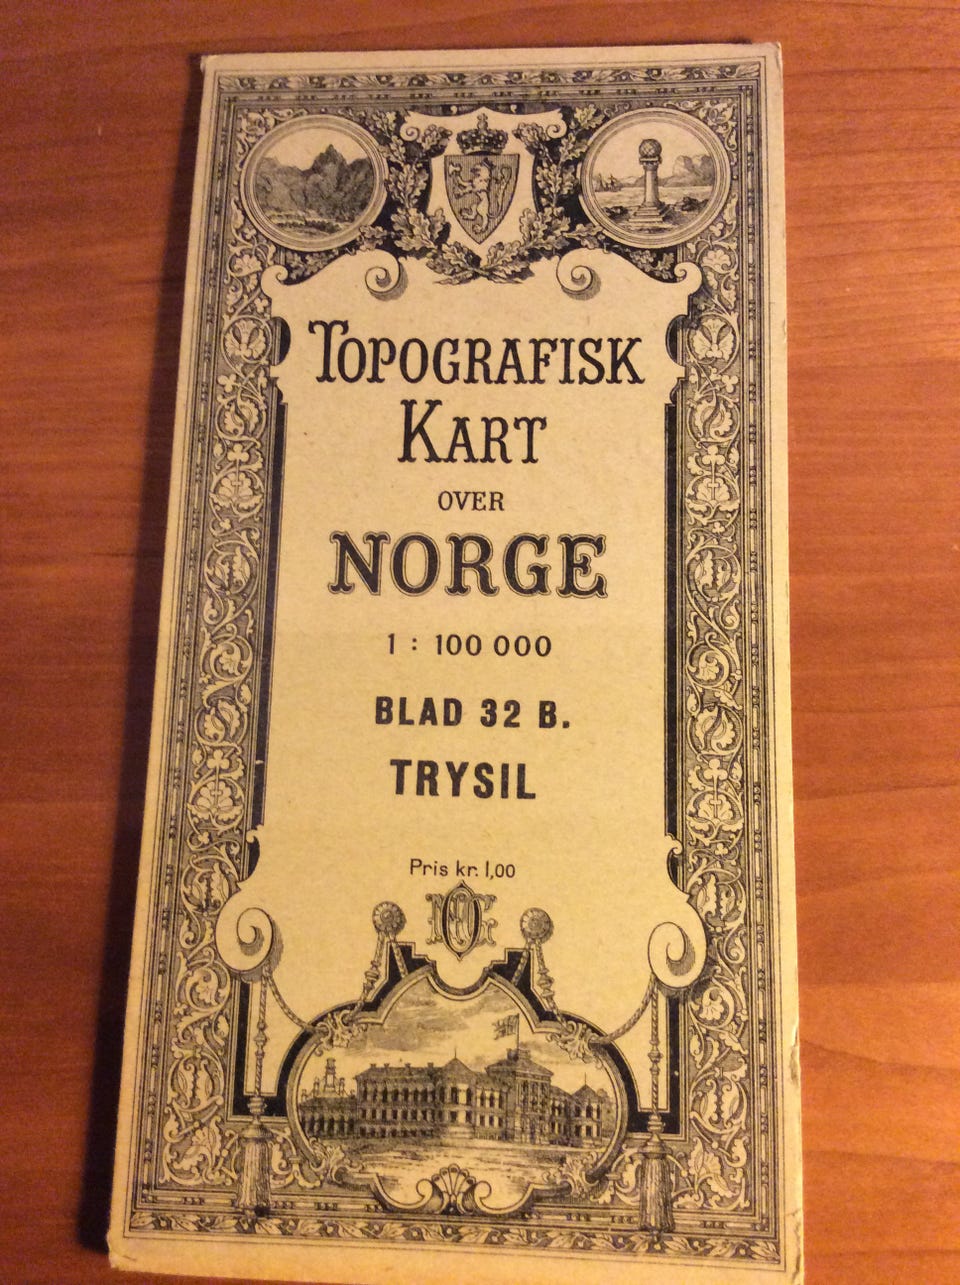 TOPOGRAFISK
KART
OVER
NORGE
1 : 100 000
BLAD 32 B.
TRYSIL
Pris kr. 1,00